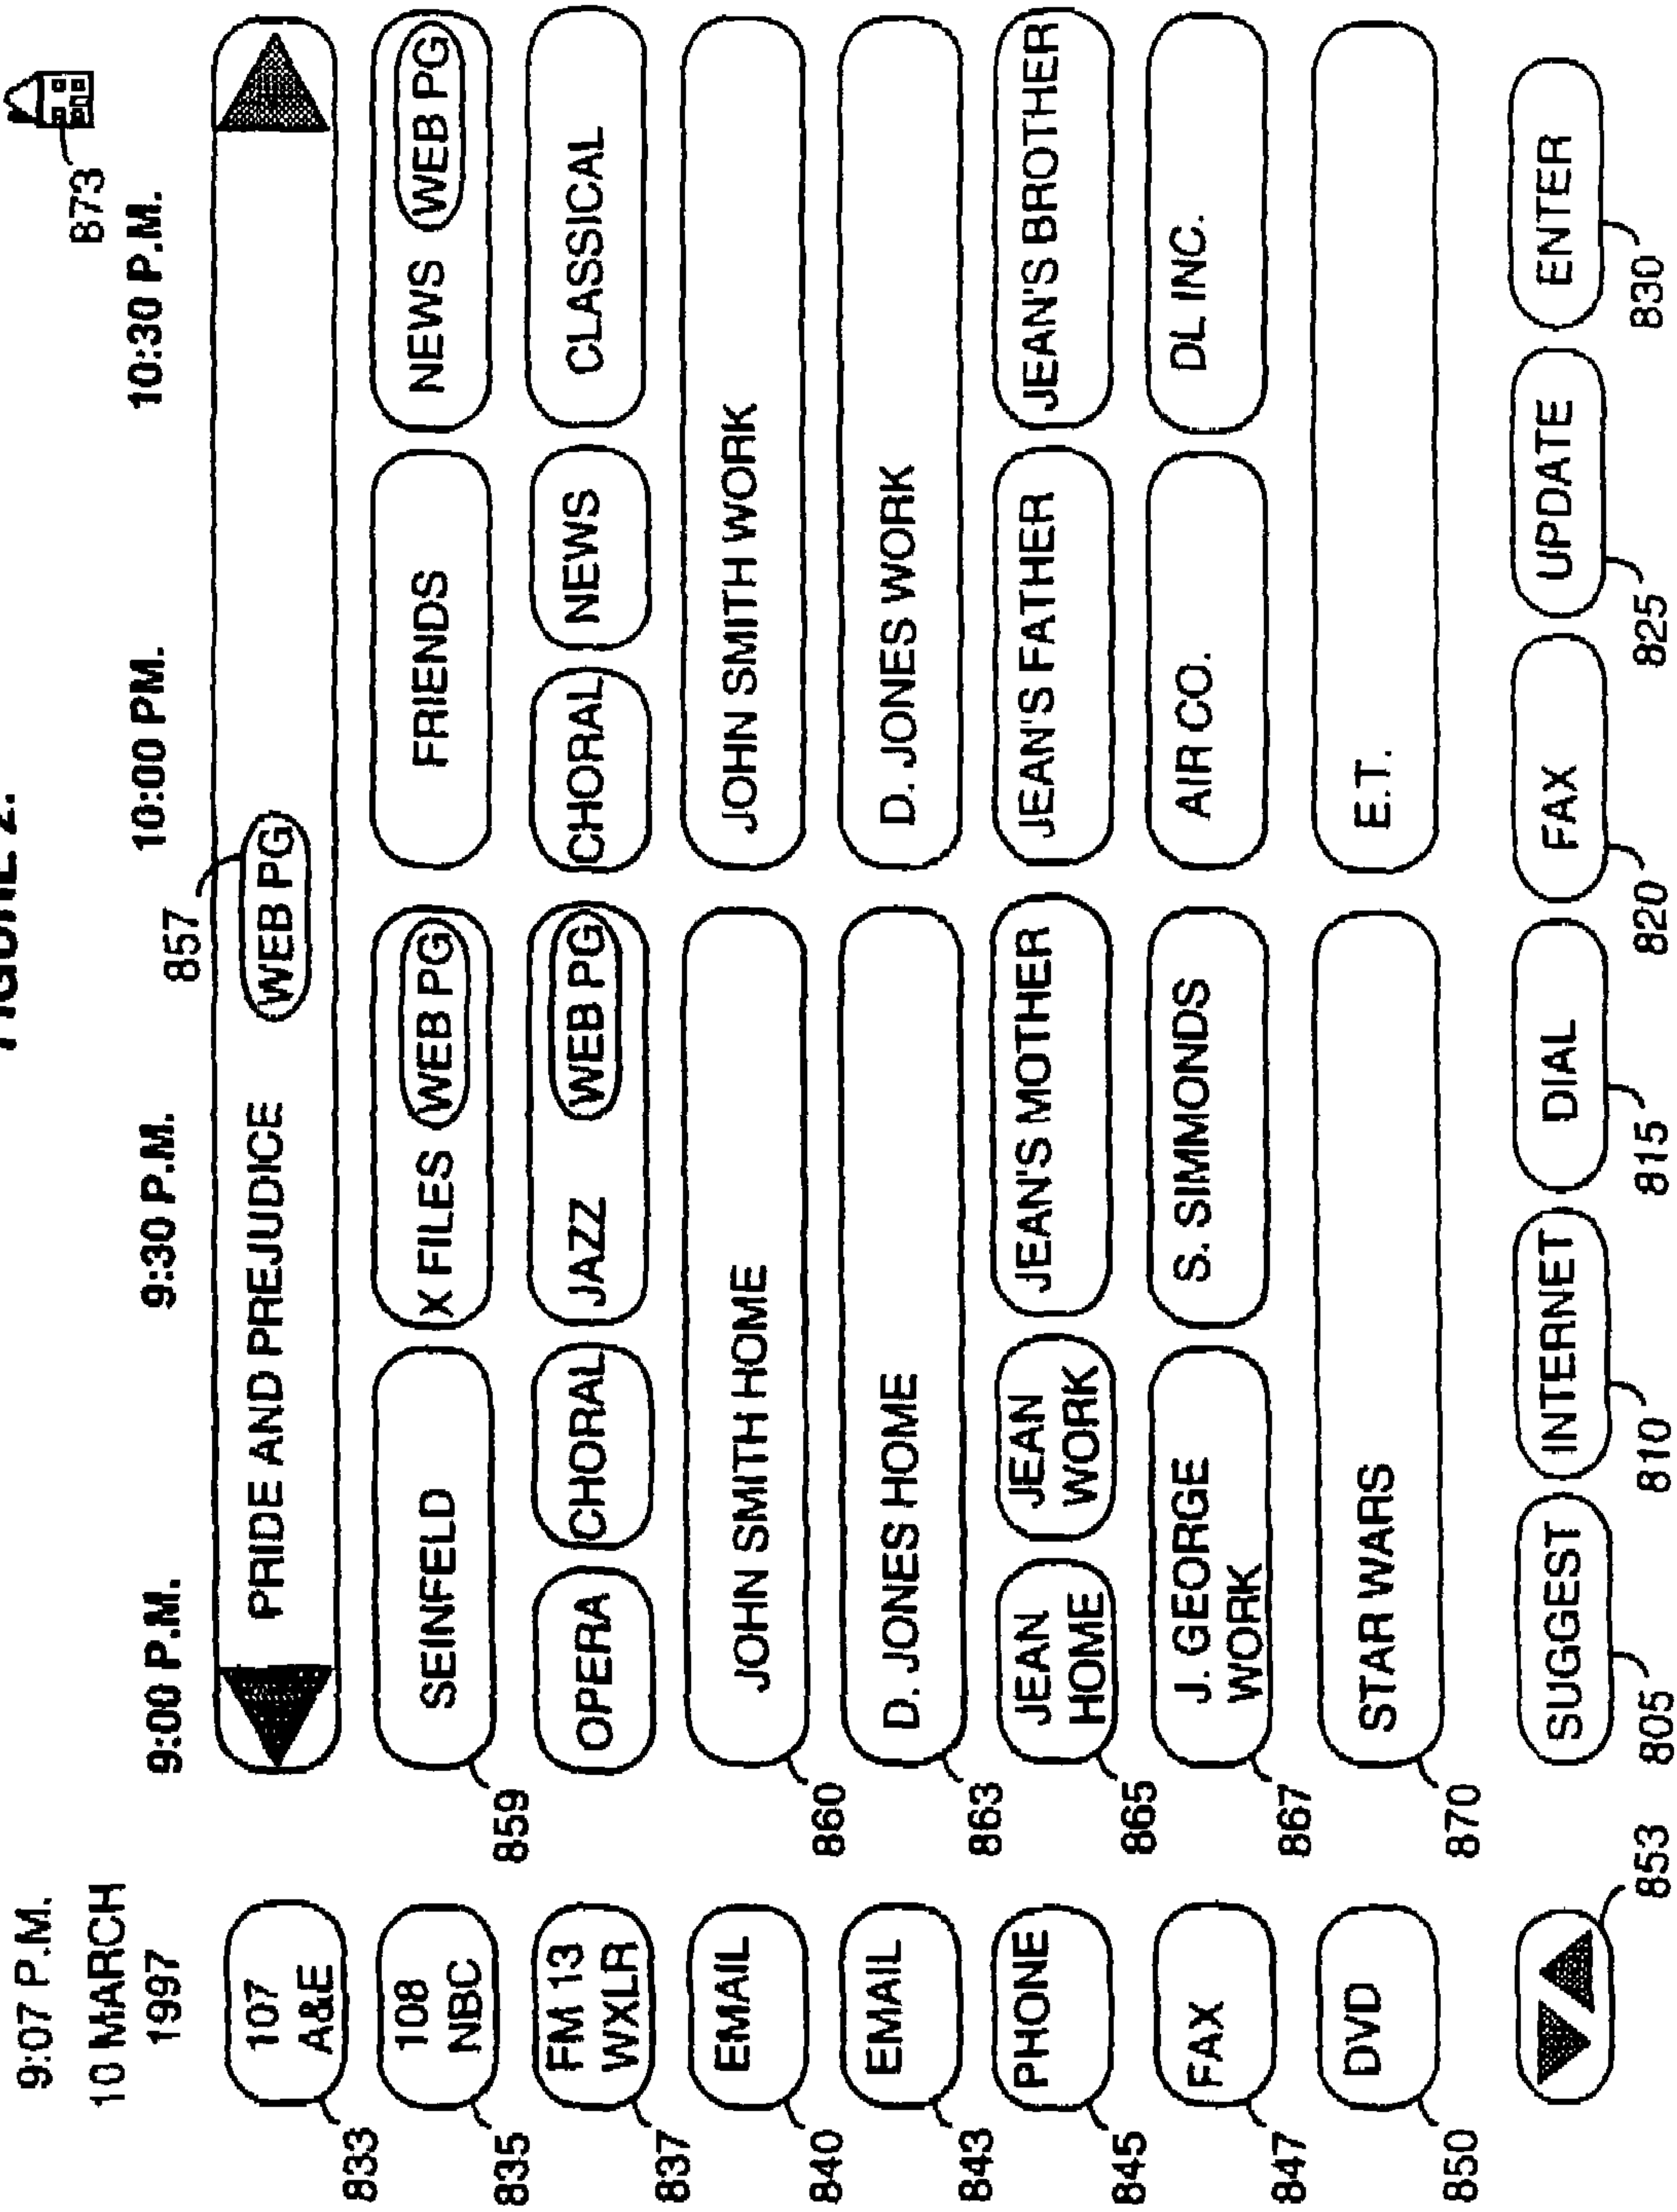 FIGURE 2.
9:07 P.M.
10 MARCH
1997
873
857
9:00 P.M. 9:30 P.M. 10:00 PM. 10:30 P.M.
107
A&E
833
PRIDE AND PREJUDICE WEB PG
108
NBC
835
859
SEINFELD X FILES WEB PG FRIENDS NEWS WEB PG
FM 13
WXLR
837
OPERA CHORAL JAZZ WEB PG CHORAL NEWS CLASSICAL
EMAIL
840
860
JOHN SMITH HOME JOHN SMITH WORK
EMAIL
843
863
D. JONES HOME D. JONES WORK
PHONE
845
865
JEAN
HOME
JEAN
WORK
JEAN'S MOTHER JEAN'S FATHER JEAN'S BROTHER
FAX
847
867
J. GEORGE
WORK
S. SIMMONDS AIR CO. DL INC.
DVD
850
870
STAR WARS E.T.
853
SUGGEST INTERNET DIAL FAX UPDATE ENTER
805 810 815 820 825 830